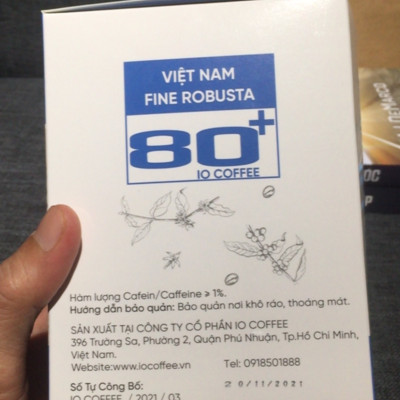 VIỆT NAM
FINE ROBUSTA
80+
IO COFFEE
Hàm lượng Cafein/Caffeine ≥ 1%.
Hướng dẫn bảo quản: Bảo quản nơi khô ráo, thoáng mát.
SẢN XUẤT TẠI CÔNG TY CỔ PHẦN IO COFFEE
396 Trường Sa, Phường 2, Quận Phú Nhuận, Tp.Hồ Chí Minh,
Việt Nam.
Website:www.iocoffee.vn Tel: 0918501888
Số Tự Công Bố: 20/11/2021
IO COFFEE / 2021 / 03